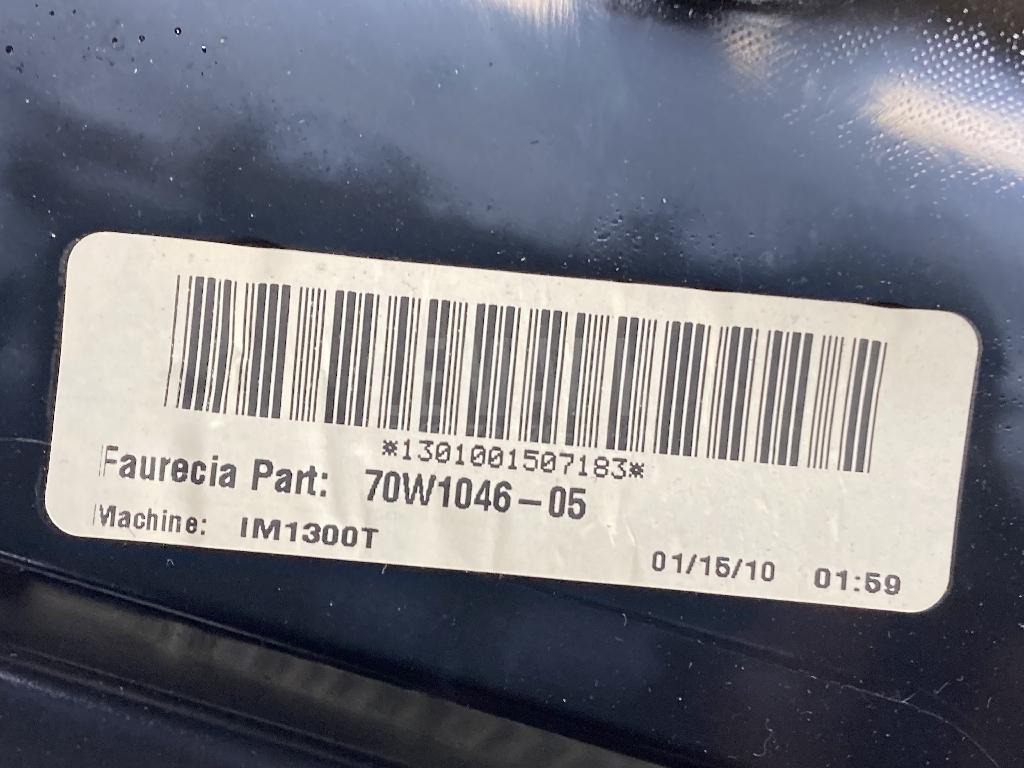 *1301001507183*
Faurecia Part: 70W1046-05
Machine: IM1300T
01/15/10 01:59